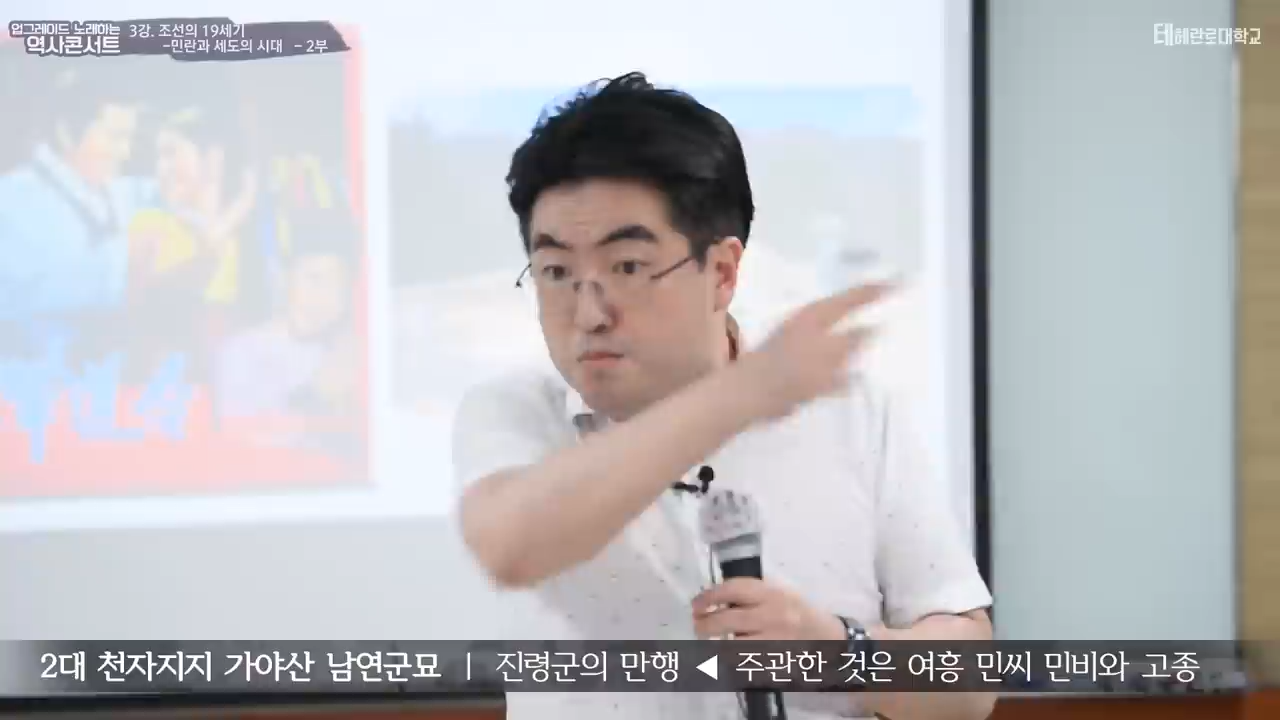 업그레이드 노래하는
역사콘서트
3강. 조선의 19세기
-민란과 세도의 시대 - 2부
테헤란로대학교
2대 천자지지 가야산 남연군묘 | 진령군의 만행 ◀ 주관한 것은 여흥 민씨 민비와 고종